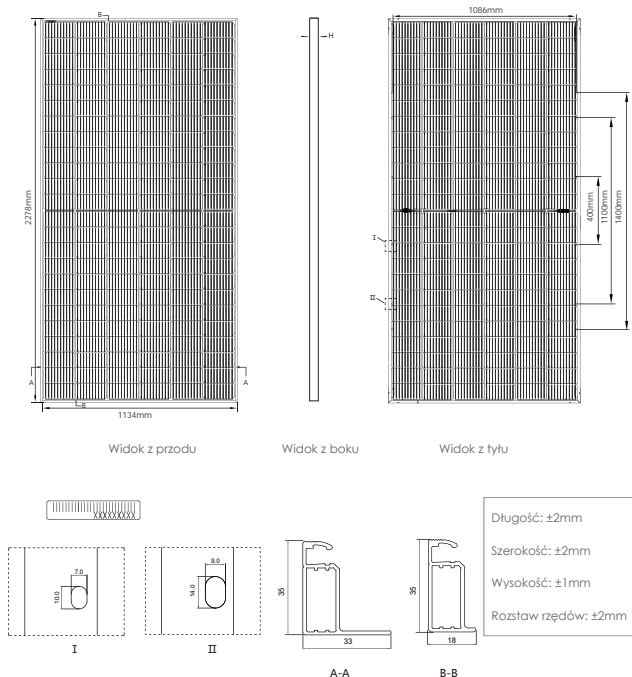 1086mm
B
H
2278mm
400mm
1100mm
1400mm
I
II
A
A
B
1134mm
Widok z przodu
Widok z boku
Widok z tyłu
Długość: ±2mm
Szerokość: ±2mm
Wysokość: ±1mm
Rozstaw rzędów: ±2mm
7.0
10.0
I
9.0
14.0
II
35
33
A-A
35
18
B-B